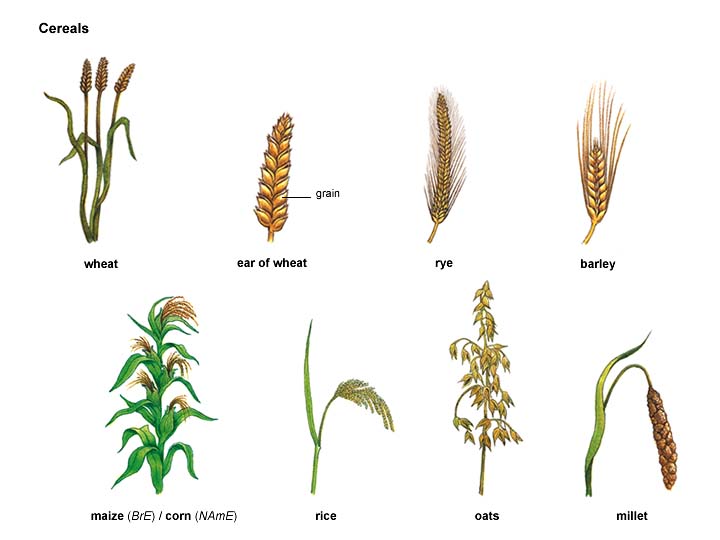 Cereals
grain
wheat
ear of wheat
rye
barley
maize (BrE) / corn (NAmE)
rice
oats
millet